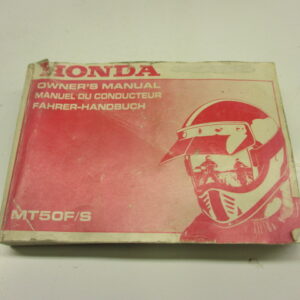 HONDA
OWNER'S MANUAL
MANUEL DU CONDUCTEUR
FAHRER-HANDBUCH
MT50F/S